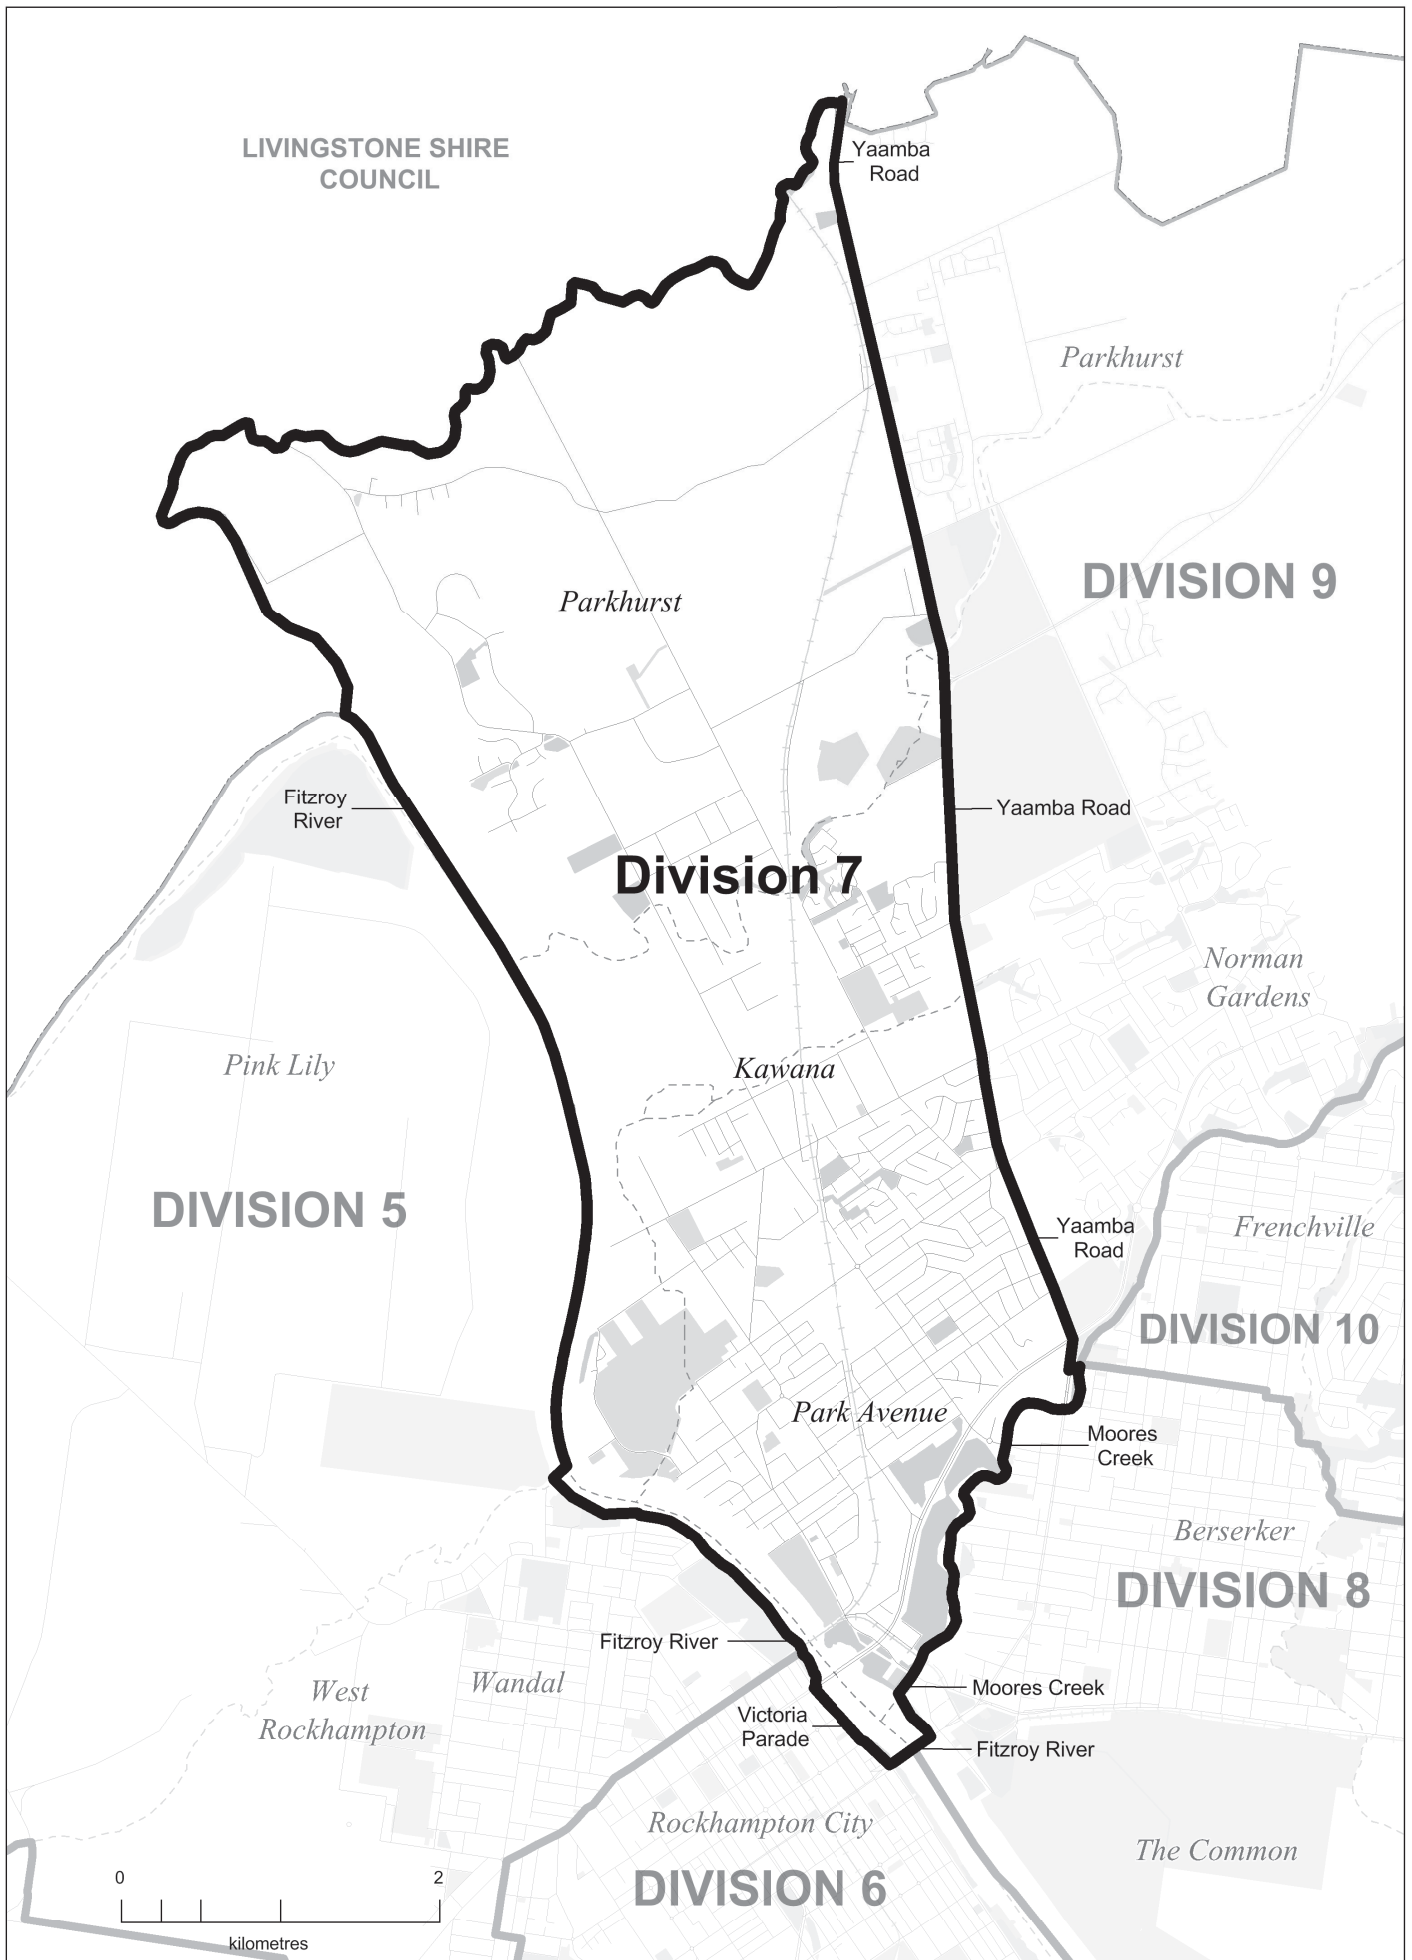 LIVINGSTONE SHIRE
COUNCIL
Yaamba
Road
Parkhurst
DIVISION 9
Parkhurst
Fitzroy
River
Yaamba Road
Division 7
Norman
Gardens
Pink Lily
Kawana
DIVISION 5
Yaamba
Road
Frenchville
DIVISION 10
Park Avenue
Moores
Creek
Berserker
DIVISION 8
Fitzroy River
West
Rockhampton
Wandal
Moores Creek
Victoria
Parade
Fitzroy River
Rockhampton City
The Common
DIVISION 6
0 2
kilometres